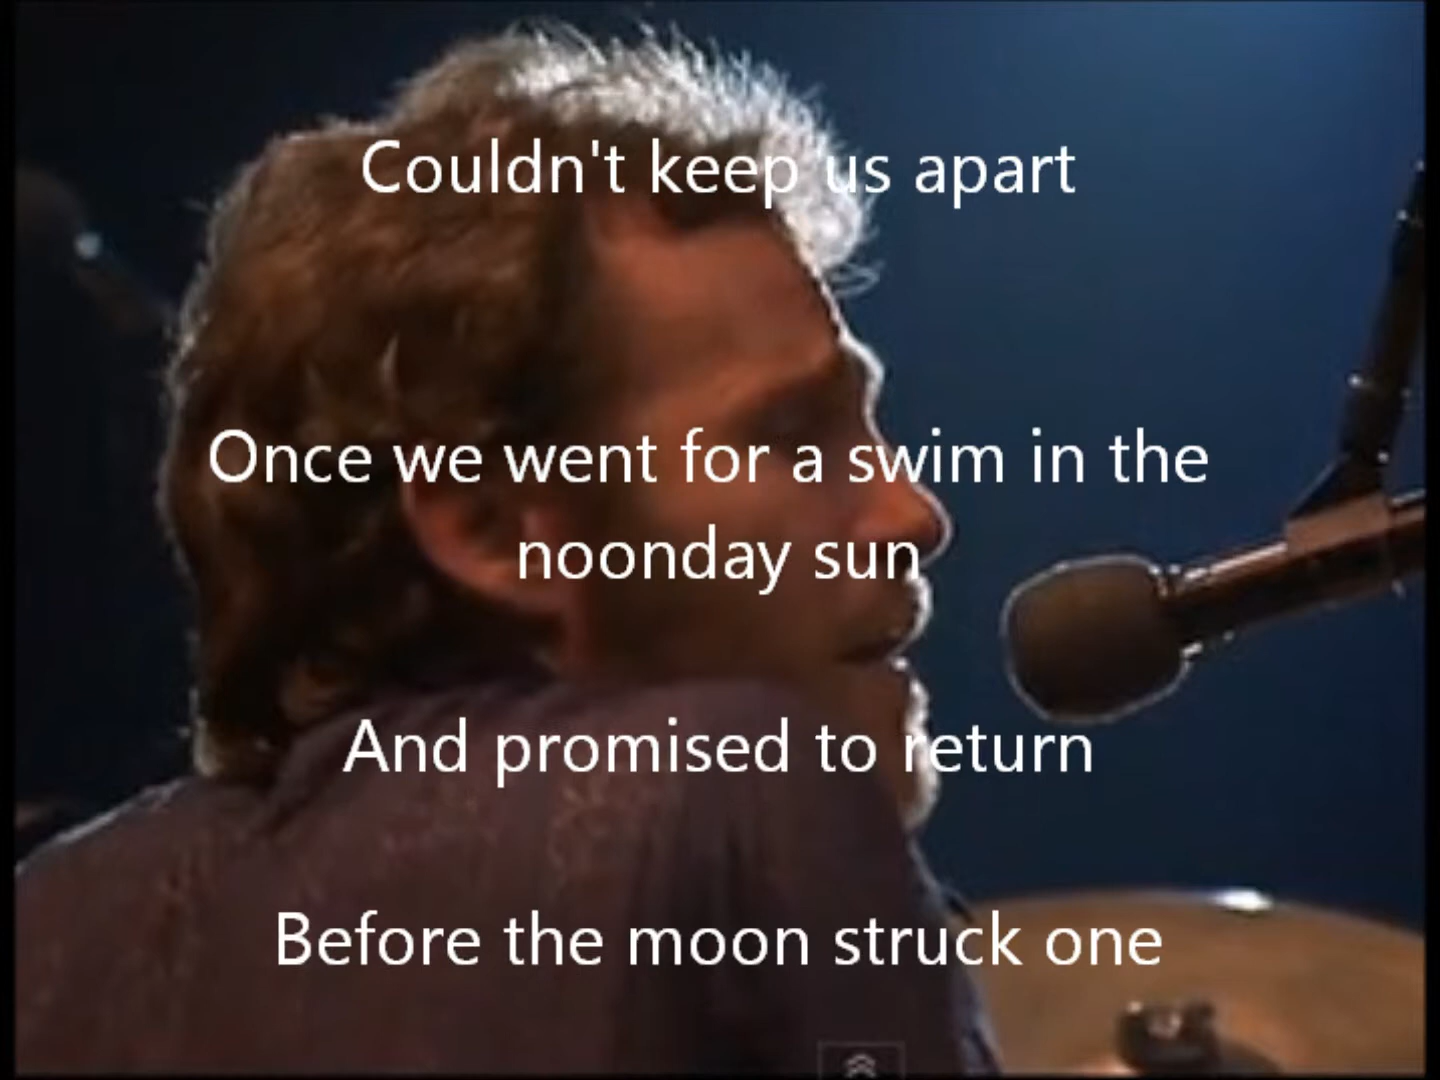 Couldn't keep us apart
Once we went for a swim in the
noonday sun
And promised to return
Before the moon struck one